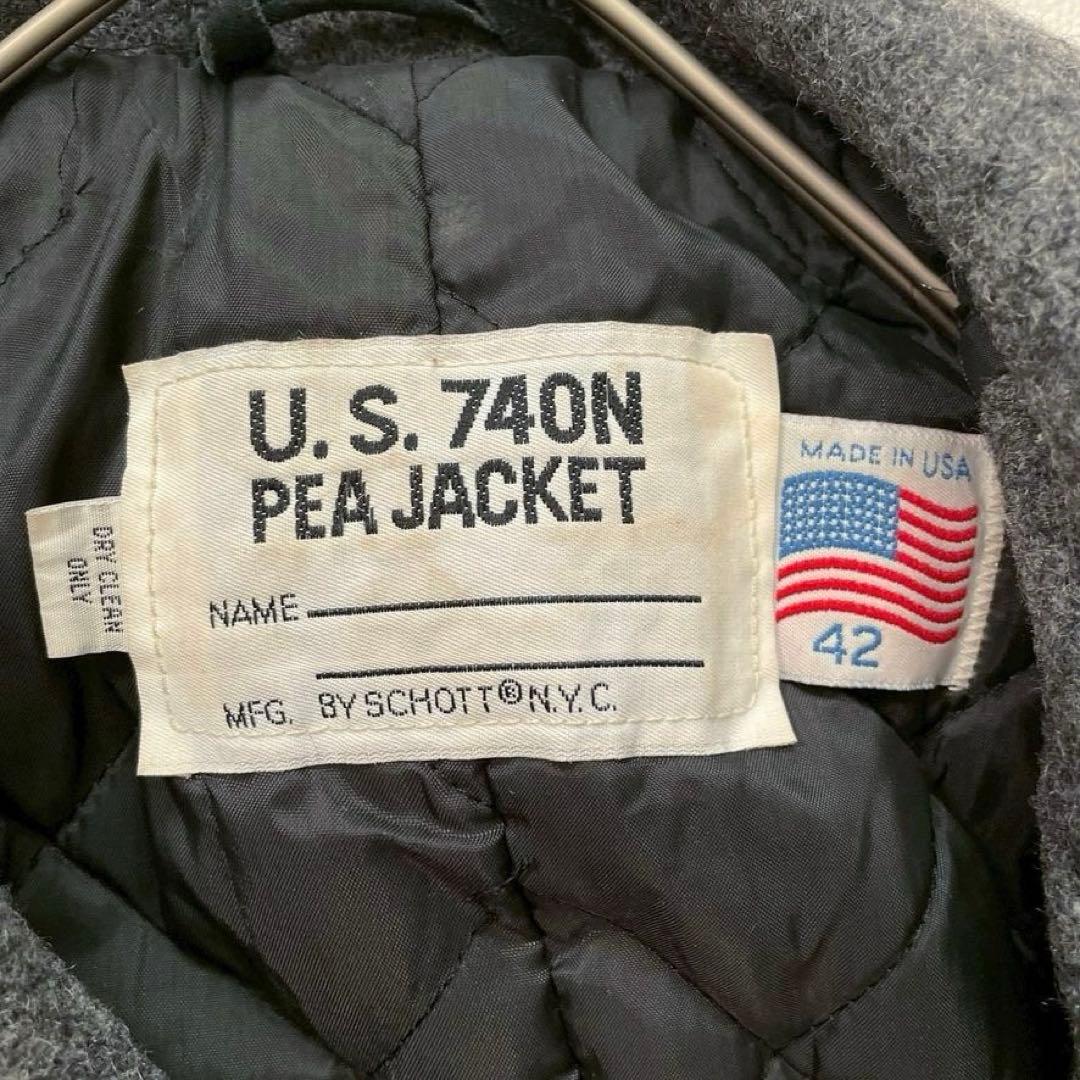 U.S. 740N
PEA JACKET
NAME
MFG. BY SCHOTT® N.Y.C.
DRY CLEAN
ONLY
MADE IN USA
42